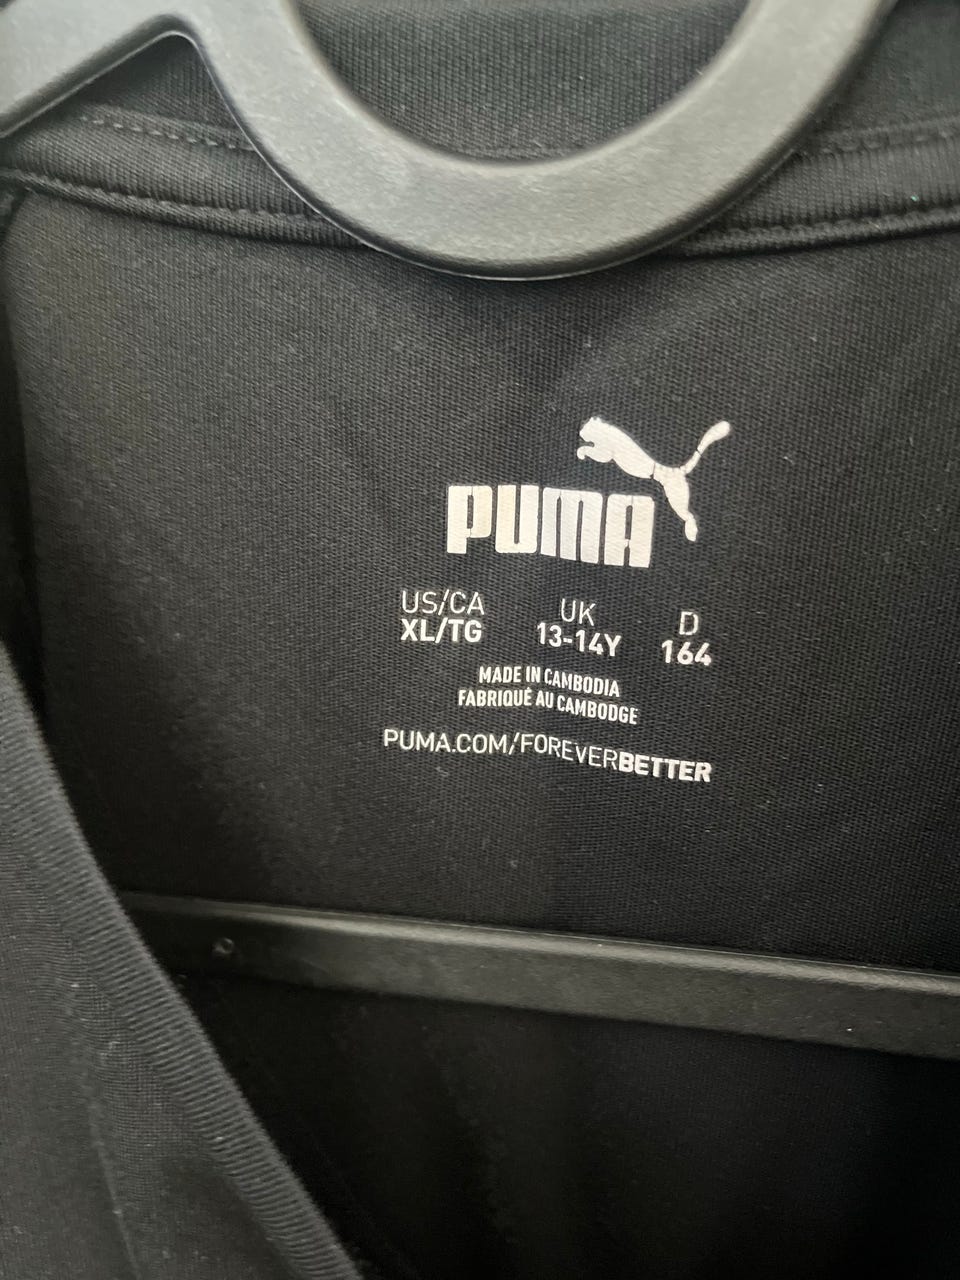 PUMA
US/CA UK D
XL/TG 13-14Y 164
MADE IN CAMBODIA
FABRIQUÉ AU CAMBODGE
PUMA.COM/FOREVERBETTER